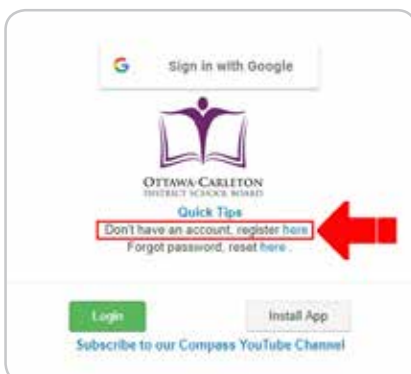 Sign in with Google
OTTAWA-CARLETON
DISTRICT SCHOOL BOARD
Quick Tips
Don't have an account, register here
Forgot password, reset here .
Login
Install App
Subscribe to our Compass YouTube Channel